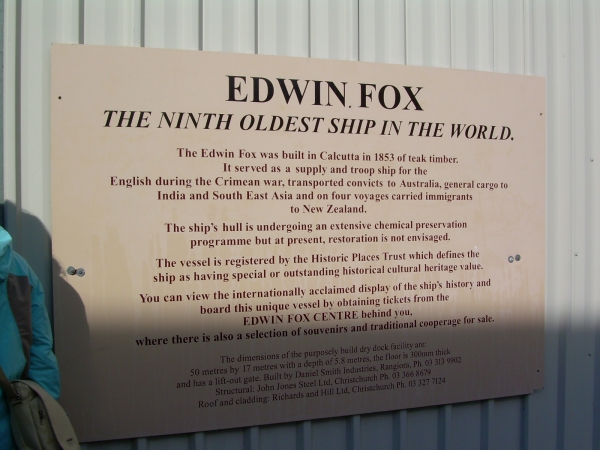 EDWIN FOX
THE NINTH OLDEST SHIP IN THE WORLD.
The Edwin Fox was built in Calcutta in 1853 of teak timber.
It served as a supply and troop ship for the
English during the Crimean war, transported convicts to Australia, general cargo to
India and South East Asia and on four voyages carried immigrants
to New Zealand.
The ship's hull is undergoing an extensive chemical preservation
programme but at present, restoration is not envisaged.
The vessel is registered by the Historic Places Trust which defines the
ship as having special or outstanding historical cultural heritage value.
You can view the internationally acclaimed display of the ship's history and
board this unique vessel by obtaining tickets from the
EDWIN FOX CENTRE behind you,
where there is also a selection of souvenirs and traditional cooperage for sale.
The dimensions of the purposely build dry dock facility are:
50 metres by 17 metres with a depth of 5.8 metres, the floor is 300mm thick
and has a lift-out gate. Built by Daniel Smith Industries, Rangiora, Ph. 03 313 9902
Structural: John Jones Steel Ltd, Christchurch Ph. 03 366 8679
Roof and cladding: Richards and Hill Ltd, Christchurch Ph. 03 327 7124